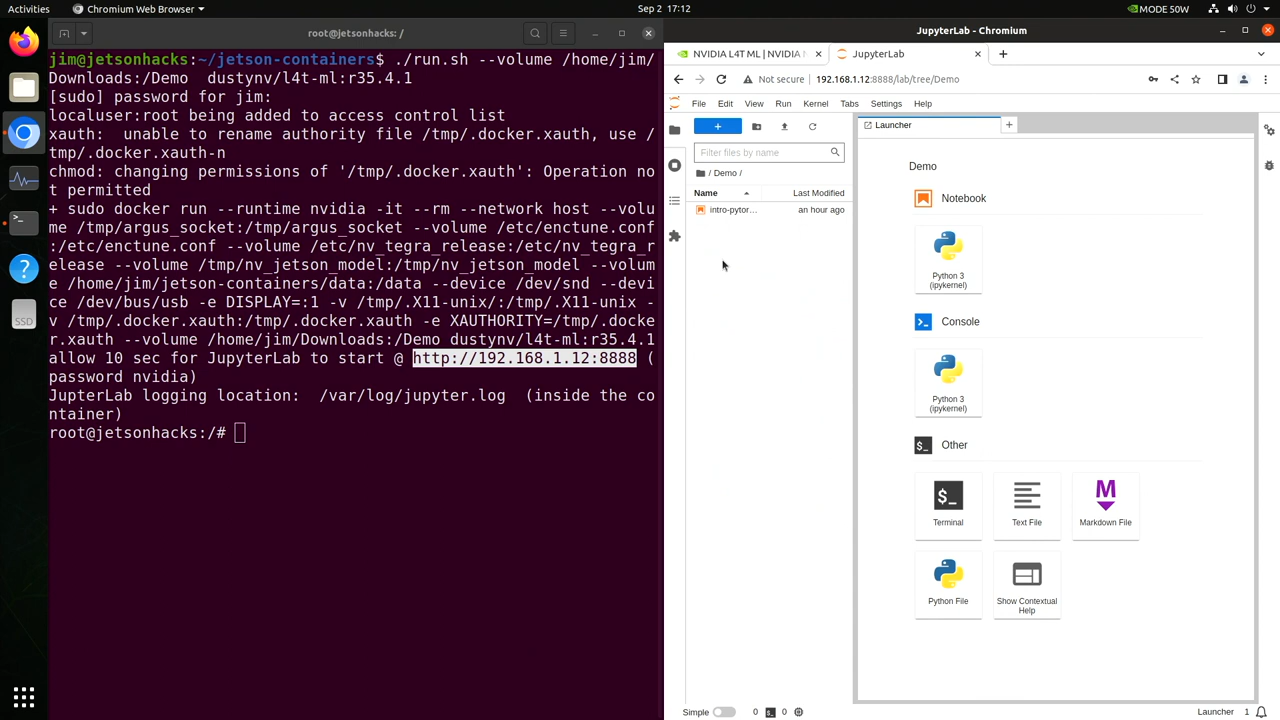 Activities
Chromium Web Browser
Sep 2 17:12
MODE 50W
root@jetsonhacks: /
jim@jetsonhacks:~/jetson-containers$ ./run.sh --volume /home/jim/
Downloads:/Demo  dustynv/l4t-ml:r35.4.1
[sudo] password for jim:
localuser:root being added to access control list
xauth:  unable to rename authority file /tmp/.docker.xauth, use /
tmp/.docker.xauth-n
chmod: changing permissions of '/tmp/.docker.xauth': Operation no
t permitted
+ sudo docker run --runtime nvidia -it --rm --network host --volu
me /tmp/argus_socket:/tmp/argus_socket --volume /etc/enctune.conf
:/etc/enctune.conf --volume /etc/nv_tegra_release:/etc/nv_tegra_r
elease --volume /tmp/nv_jetson_model:/tmp/nv_jetson_model --volum
e /home/jim/jetson-containers/data:/data --device /dev/snd --devi
ce /dev/bus/usb -e DISPLAY=:1 -v /tmp/.X11-unix/:/tmp/.X11-unix -
v /tmp/.docker.xauth:/tmp/.docker.xauth -e XAUTHORITY=/tmp/.docke
r.xauth --volume /home/jim/Downloads:/Demo dustynv/l4t-ml:r35.4.1
allow 10 sec for JupyterLab to start @ http://192.168.1.12:8888 (
password nvidia)
JupterLab logging location:  /var/log/jupyter.log  (inside the co
ntainer)
root@jetsonhacks:/#
SSD
JupyterLab - Chromium
NVIDIA L4T ML | NVIDIA N
JupyterLab
Not secure
192.168.1.12:8888/lab/tree/Demo
File Edit View Run Kernel Tabs Settings Help
Filter files by name
/ Demo /
Name
Last Modified
intro-pytor...
an hour ago
Launcher
Demo
Notebook
Python 3
(ipykernel)
Console
Python 3
(ipykernel)
Other
$_
Terminal
Text File
M
Markdown File
Python File
Show Contextual
Help
Simple
0
0
Launcher
1